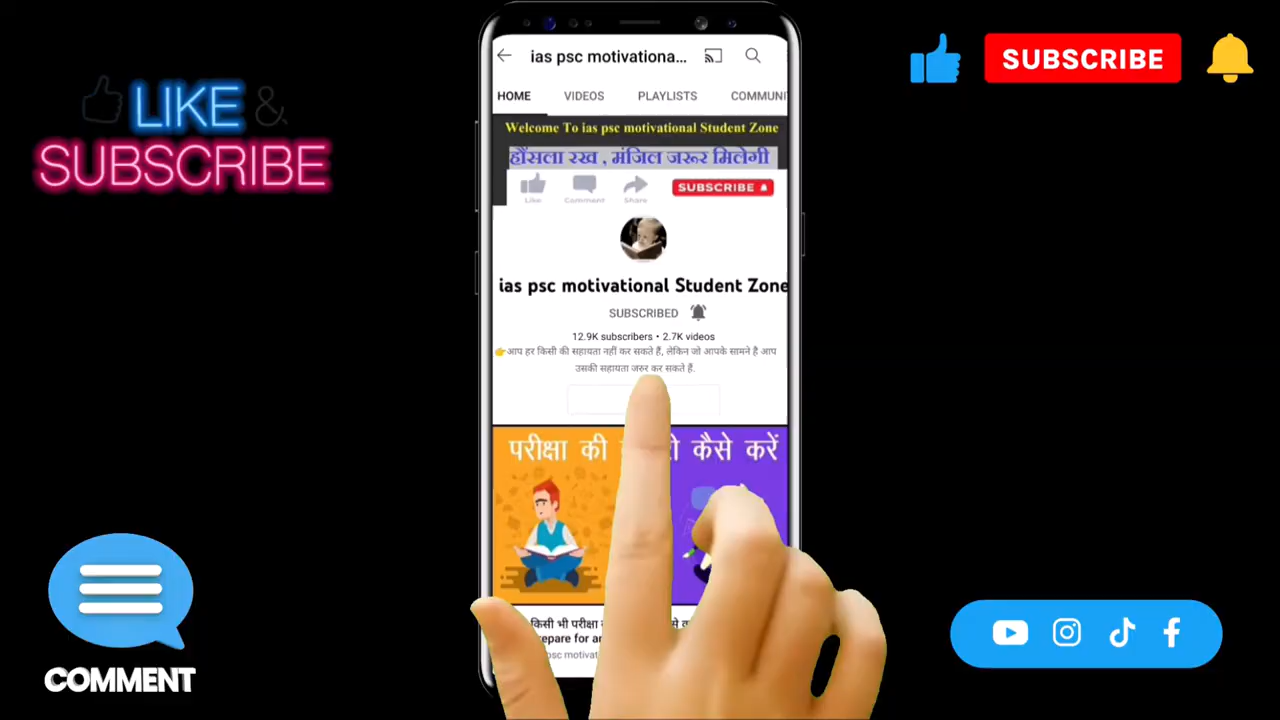 LIKE &
SUBSCRIBE
SUBSCRIBE
ias psc motivationa...
HOME VIDEOS PLAYLISTS COMMUNI
Welcome To ias psc motivational Student Zone
हौंसला रख , मंजिल जरूर मिलेगी
Like Comment Share SUBSCRIBE
ias psc motivational Student Zone
SUBSCRIBED
12.9K subscribers • 2.7K videos
👉आप हर किसी की सहायता नहीं कर सकते हैं, लेकिन जो आपके सामने है आप
उसकी सहायता जरुर कर सकते हैं.
परीक्षा की कैसे करें
किसी भी परीक्षा
epare for
psc motivat
COMMENT